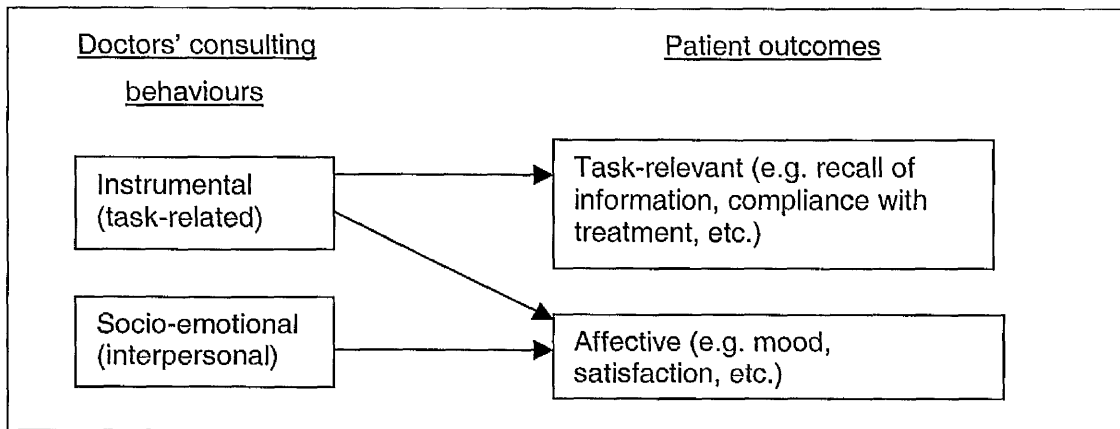 Doctors' consulting
behaviours
Patient outcomes
Instrumental
(task-related)
Task-relevant (e.g. recall of
information, compliance with
treatment, etc.)
Socio-emotional
(interpersonal)
Affective (e.g. mood,
satisfaction, etc.)